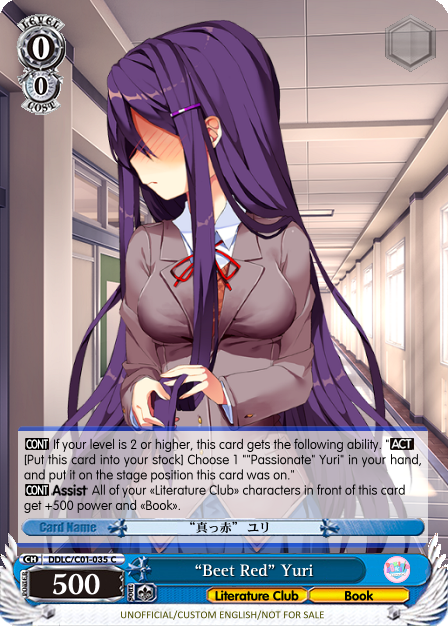 LEVEL
0
0
COST
CONT If your level is 2 or higher, this card gets the following ability. "ACT
[Put this card into your stock] Choose 1 ""Passionate" Yuri" in your hand,
and put it on the stage position this card was on."
CONT Assist All of your «Literature Club» characters in front of this card
get +500 power and «Book».
Card Name "真っ赤" ユリ
CH DDLC/C01-035 C
POWER 500 SOUL "Beet Red" Yuri
Literature Club Book
UNOFFICIAL/CUSTOM ENGLISH/NOT FOR SALE